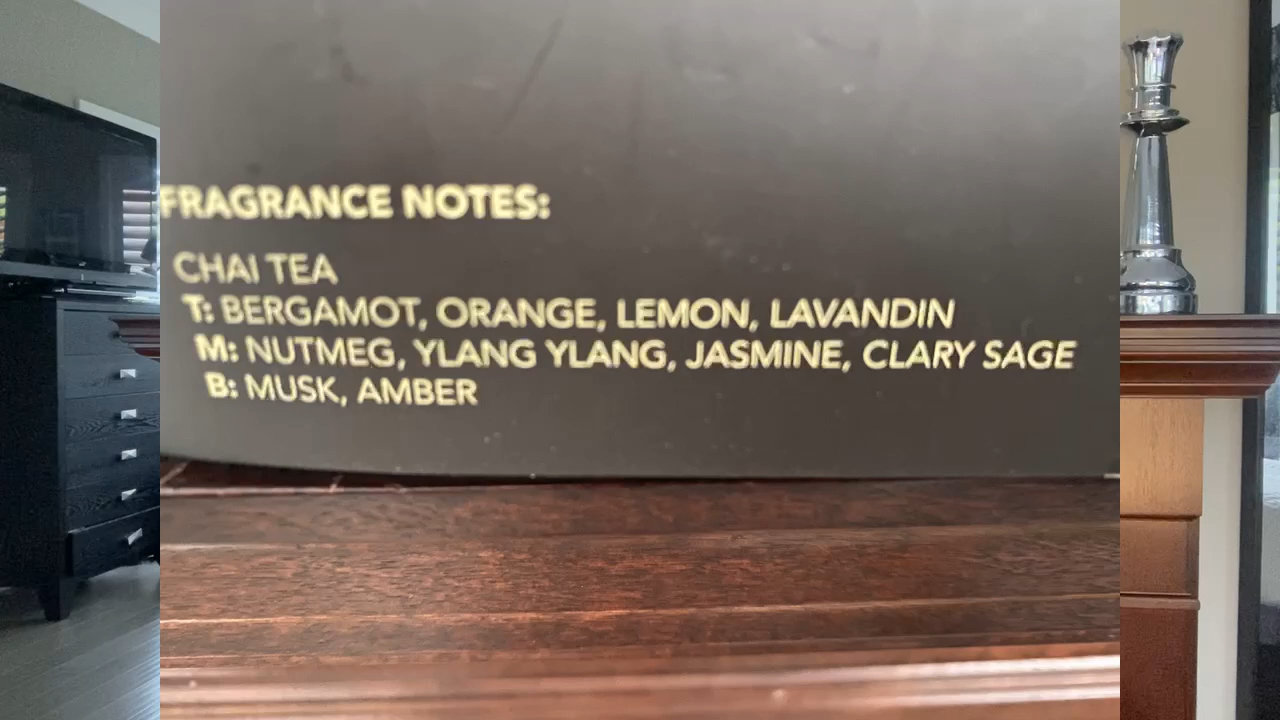 FRAGRANCE NOTES:
CHAI TEA
T: BERGAMOT, ORANGE, LEMON, LAVANDIN
M: NUTMEG, YLANG YLANG, JASMINE, CLARY SAGE
B: MUSK, AMBER